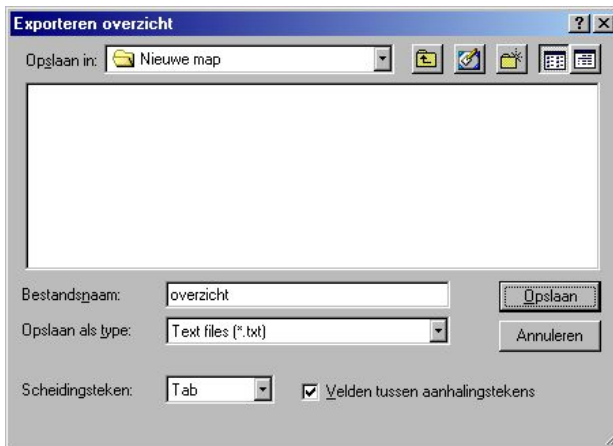 Exporteren overzicht
Opslaan in: Nieuwe map
Bestandsnaam: overzicht Opslaan
Opslaan als type: Text files (*.txt) Annuleren
Scheidingsteken: Tab Velden tussen aanhalingstekens